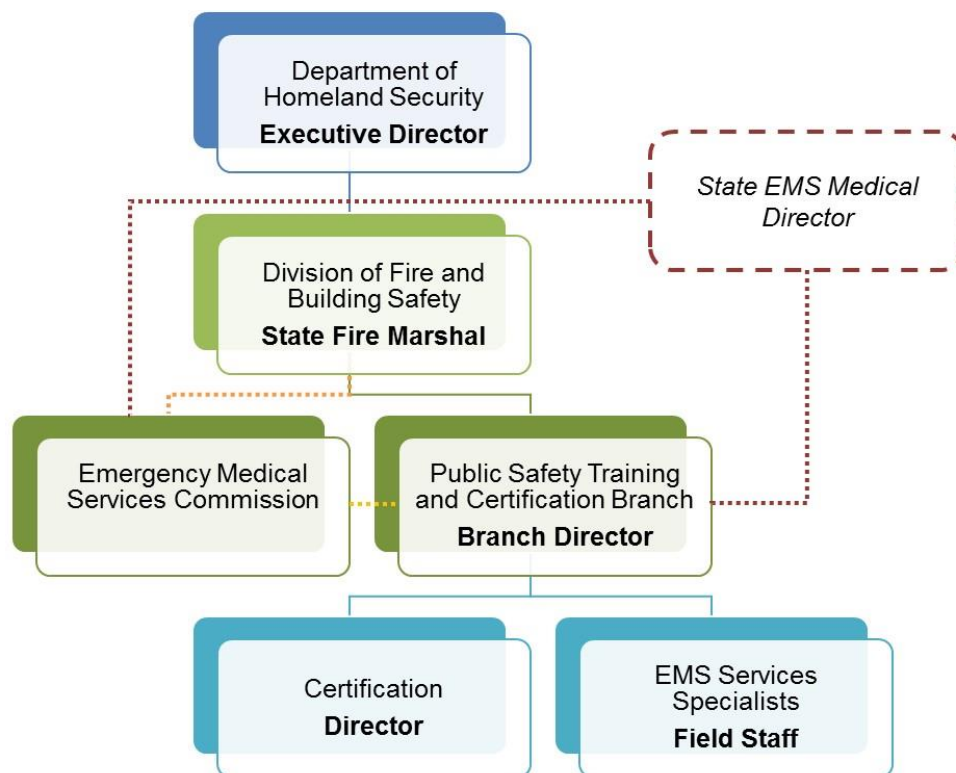 Department of
Homeland Security
Executive Director
State EMS Medical
Director
Division of Fire and
Building Safety
State Fire Marshal
Emergency Medical
Services Commission
Public Safety Training
and Certification Branch
Branch Director
Certification
Director
EMS Services
Specialists
Field Staff